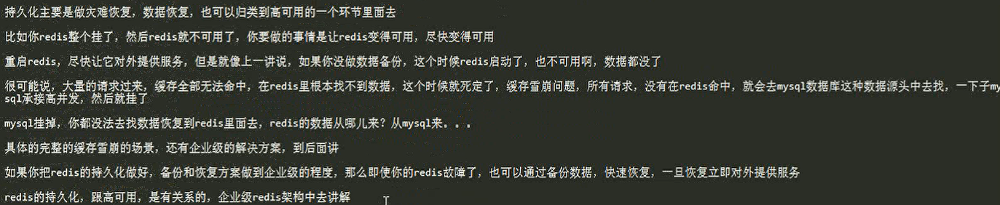 持久化主要是做灾难恢复，数据恢复，也可以归类到高可用的一个环节里面去
比如你redis整个挂了，然后redis就不可用了，你要做的事情是让redis变得可用，尽快变得可用
重启redis，尽快让它对外提供服务，但是就像上一讲说，如果你没做数据备份，这个时候redis启动了，也不可用啊，数据都没了
很可能说，大量的请求过来，缓存全部无法命中，在redis里根本找不到数据，这个时候就死定了，缓存雪崩问题，所有请求，没有在redis命中，就会去mysql数据库这种数据源头中去找，一下子my
sql承接高并发，然后就挂了
mysql挂掉，你都没法去找数据恢复到redis里面去，redis的数据从哪儿来？从mysql来。。。
具体的完整的缓存雪崩的场景，还有企业级的解决方案，到后面讲
如果你把redis的持久化做好，备份和恢复方案做到企业级的程度，那么即使你的redis故障了，也可以通过备份数据，快速恢复，一旦恢复立即对外提供服务
redis的持久化，跟高可用，是有关系的，企业级redis架构中去讲解